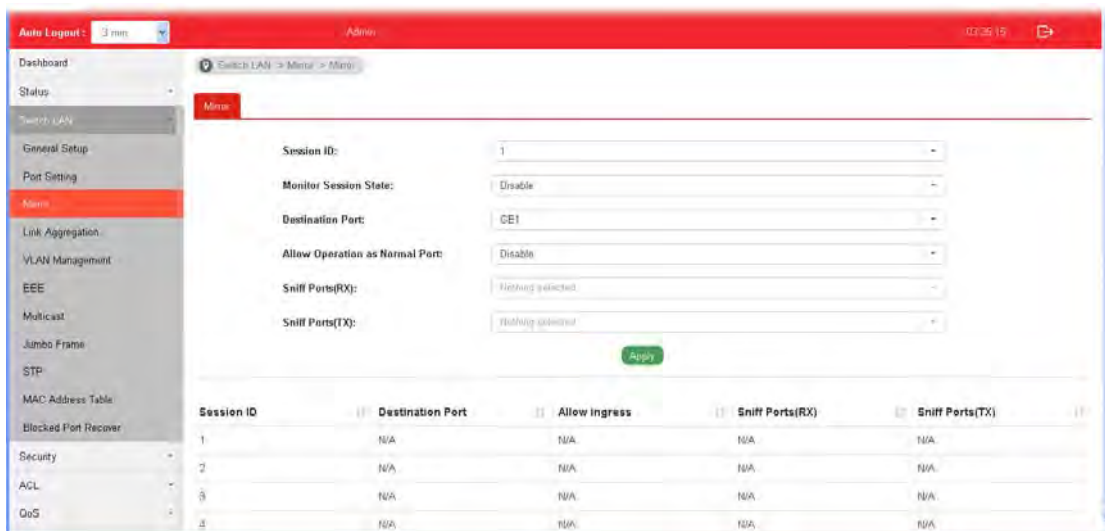 Auto Logout : 3 min Admin 03:26:15
Dashboard
Switch LAN > Mirror > Mirror
Status
Mirror
Switch LAN
General Setup
Session ID: 1
Port Setting
Monitor Session State: Disable
Mirror
Destination Port: GE1
Link Aggregation
Allow Operation as Normal Port: Disable
VLAN Management
EEE
Sniff Ports(RX): Nothing selected
Multicast
Sniff Ports(TX): Nothing selected
Jumbo Frame
Apply
STP
MAC Address Table
Session ID Destination Port Allow Ingress Sniff Ports(RX) Sniff Ports(TX)
Blocked Port Recover
1 N/A N/A N/A N/A
Security
2 N/A N/A N/A N/A
ACL
3 N/A N/A N/A N/A
QoS
4 N/A N/A N/A N/A